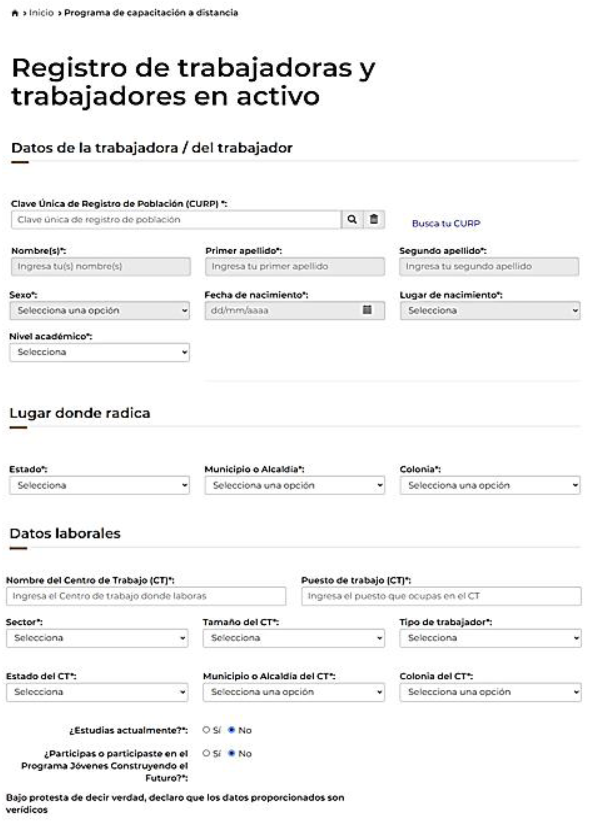 Inicio Programa de capacitación a distancia
Registro de trabajadoras y
trabajadores en activo
Datos de la trabajadora / del trabajador
Clave Única de Registro de Población (CURP) *:
Clave única de registro de población
Busca tu CURP
Nombre(s)*: Primer apellido*: Segundo apellido*:
Ingresa tu(s) nombre(s) Ingresa tu primer apellido Ingresa tu segundo apellido
Sexo*: Fecha de nacimiento*: Lugar de nacimiento*:
Selecciona una opción dd/mm/aaaa Selecciona
Nivel académico*:
Selecciona
Lugar donde radica
Estado*: Municipio o Alcaldía*: Colonia*:
Selecciona Selecciona una opción Selecciona una opción
Datos laborales
Nombre del Centro de Trabajo (CT)*: Puesto de trabajo (CT)*:
Ingresa el Centro de trabajo donde laboras Ingresa el puesto que ocupas en el CT
Sector*: Tamaño del CT*: Tipo de trabajador*:
Selecciona Selecciona Selecciona
Estado del CT*: Municipio o Alcaldía del CT*: Colonia del CT*:
Selecciona Selecciona una opción Selecciona una opción
¿Estudias actualmente?*: Sí No
¿Participas o participaste en el Sí No
Programa Jóvenes Construyendo el
Futuro?*:
Bajo protesta de decir verdad, declaro que los datos proporcionados son
verídicos